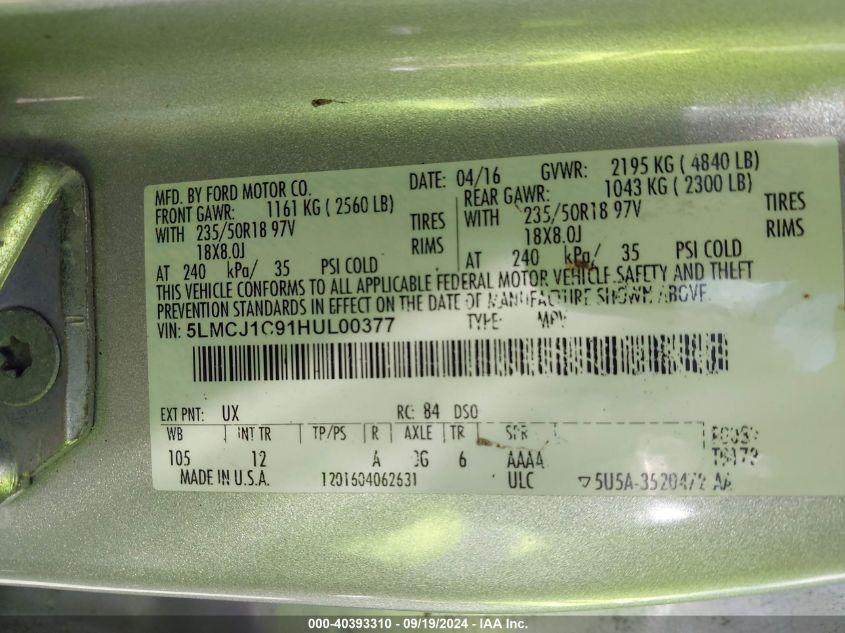 MFD. BY FORD MOTOR CO. DATE: 04/16 GVWR: 2195 KG ( 4840 LB)
FRONT GAWR: 1161 KG ( 2560 LB) REAR GAWR: 1043 KG ( 2300 LB)
WITH 235/50R18 97V TIRES WITH 235/50R18 97V TIRES
18X8.0J RIMS 18X8.0J RIMS
AT 240 kPa/ 35 PSI COLD AT 240 kPa/ 35 PSI COLD
THIS VEHICLE CONFORMS TO ALL APPLICABLE FEDERAL MOTOR VEHICLE SAFETY AND THEFT
PREVENTION STANDARDS IN EFFECT ON THE DATE OF MANUFACTURE SHOWN ABOVE.
VIN: 5LMCJ1C91HUL00377 TYPE: MPV
EXT PNT: UX RC: 84 DSO
WB INT TR TP/PS R AXLE TR SPR
105 12 A 6 AAAA
MADE IN U.S.A. 1201604062631 ULC
000-40393310 - 09/19/2024 - IAA Inc.